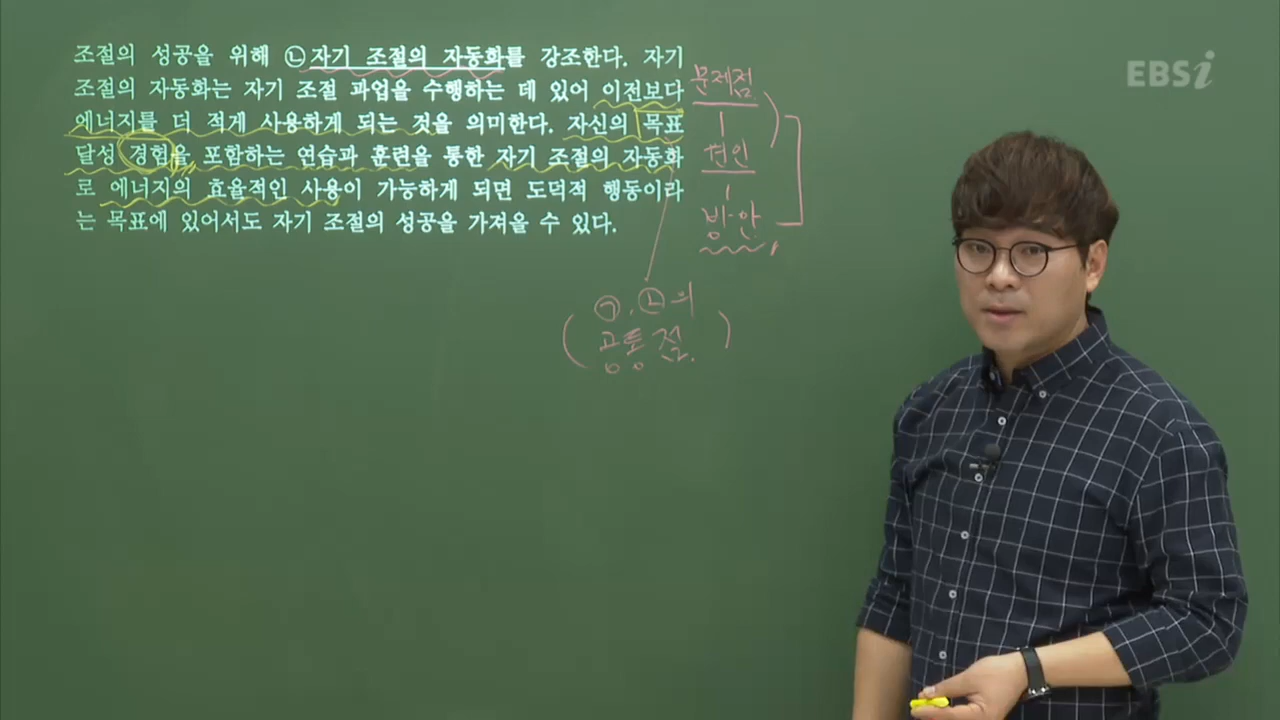 조절의 성공을 위해 ㉡자기 조절의 자동화를 강조한다. 자기
조절의 자동화는 자기 조절 과업을 수행하는 데 있어 이전보다
에너지를 더 적게 사용하게 되는 것을 의미한다. 자신의 목표
달성 경험을 포함하는 연습과 훈련을 통한 자기 조절의 자동화
로 에너지의 효율적인 사용이 가능하게 되면 도덕적 행동이라
는 목표에 있어서도 자기 조절의 성공을 가져올 수 있다.
문제점
원인
방안
㉠, ㉡의
공통점
EBSi